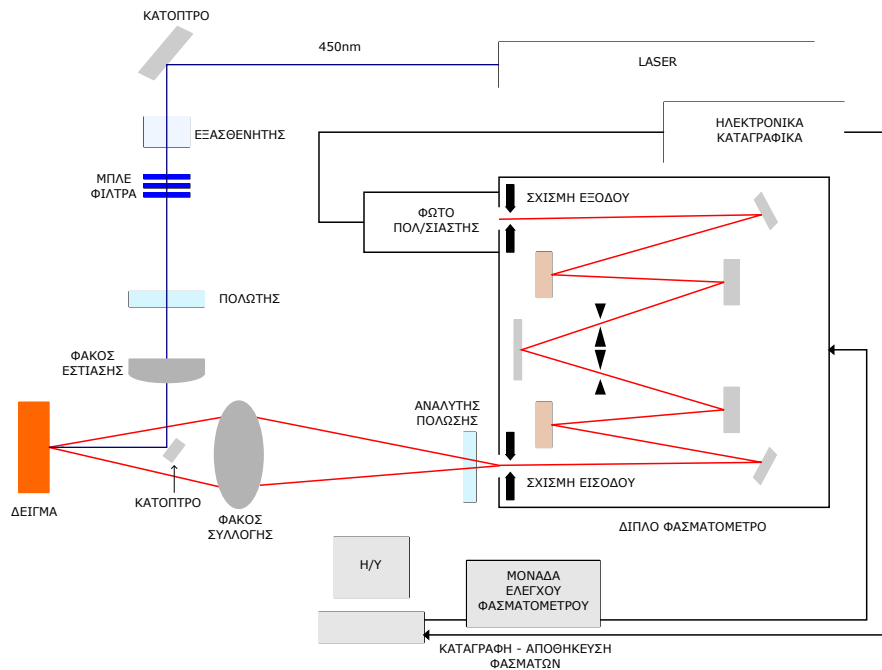 ΚΑΤΟΠΤΡΟ
450nm
LASER
ΗΛΕΚΤΡΟΝΙΚΑ
ΚΑΤΑΓΡΑΦΙΚΑ
ΕΞΑΣΘΕΝΗΤΗΣ
ΜΠΛΕ
ΦΙΛΤΡΑ
ΦΩΤΟ
ΠΟΛ/ΣΙΑΣΤΗΣ
ΣΧΙΣΜΗ ΕΞΟΔΟΥ
ΠΟΛΩΤΗΣ
ΦΑΚΟΣ
ΕΣΤΙΑΣΗΣ
ΑΝΑΛΥΤΗΣ
ΠΟΛΩΣΗΣ
ΣΧΙΣΜΗ ΕΙΣΟΔΟΥ
ΔΕΙΓΜΑ
ΚΑΤΟΠΤΡΟ
ΦΑΚΟΣ
ΣΥΛΛΟΓΗΣ
ΔΙΠΛΟ ΦΑΣΜΑΤΟΜΕΤΡΟ
Η/Υ
ΜΟΝΑΔΑ
ΕΛΕΓΧΟΥ
ΦΑΣΜΑΤΟΜΕΤΡΟΥ
ΚΑΤΑΓΡΑΦΗ - ΑΠΟΘΗΚΕΥΣΗ
ΦΑΣΜΑΤΩΝ